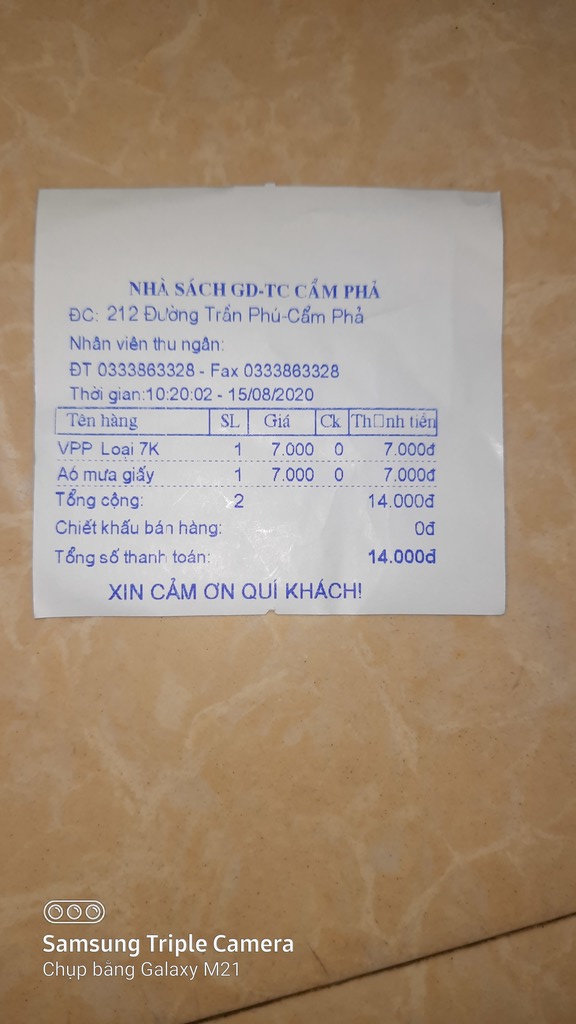 NHÀ SÁCH GD-TC CẨM PHẢ
ĐC: 212 Đường Trần Phú-Cẩm Phả
Nhân viên thu ngân:
ĐT 0333863328 - Fax 0333863328
Thời gian:10:20:02 - 15/08/2020
Tên hàng SL Giá Ck Th□nh tiền
VPP Loại 7K 1 7.000 0 7.000đ
Aó mưa giấy 1 7.000 0 7.000đ
Tổng cộng: 2 14.000đ
Chiết khấu bán hàng: 0đ
Tổng số thanh toán: 14.000đ
XIN CẢM ƠN QUÍ KHÁCH!
Samsung Triple Camera
Chụp bằng Galaxy M21